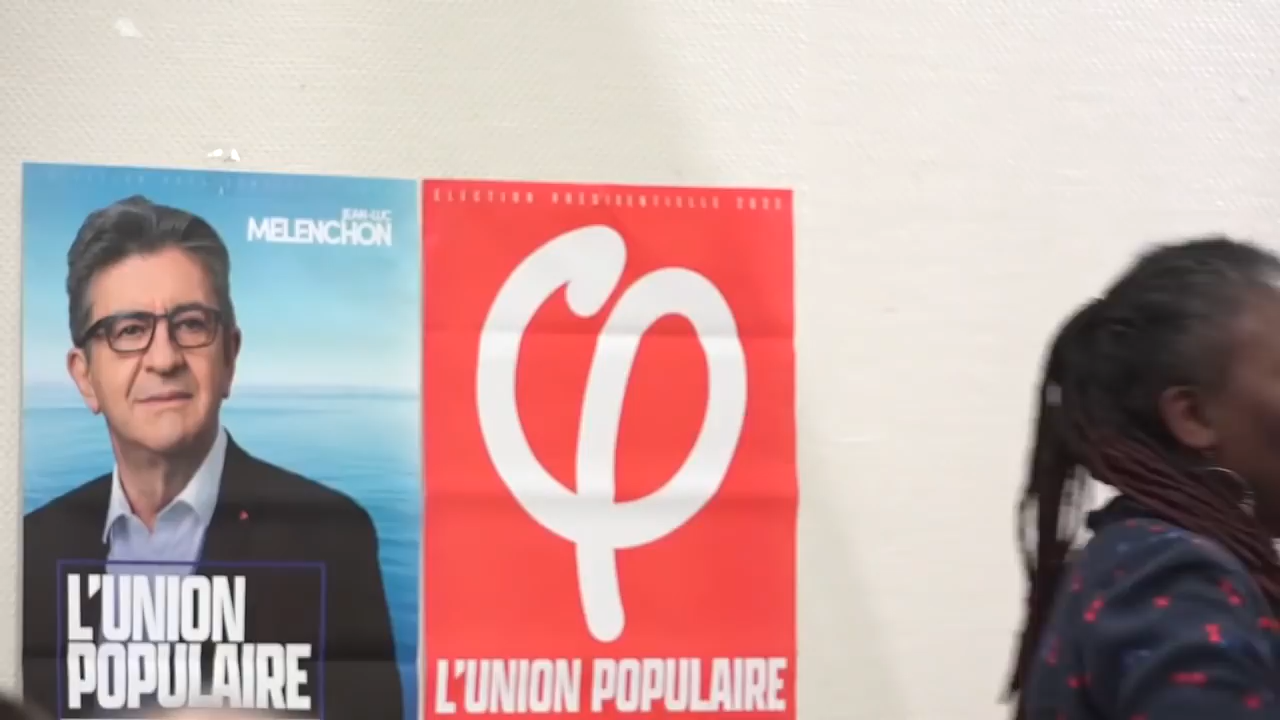 JEAN-LUC
MELENCHON
L'UNION
POPULAIRE
ÉLECTION PRÉSIDENTIELLE 2022
L'UNION POPULAIRE